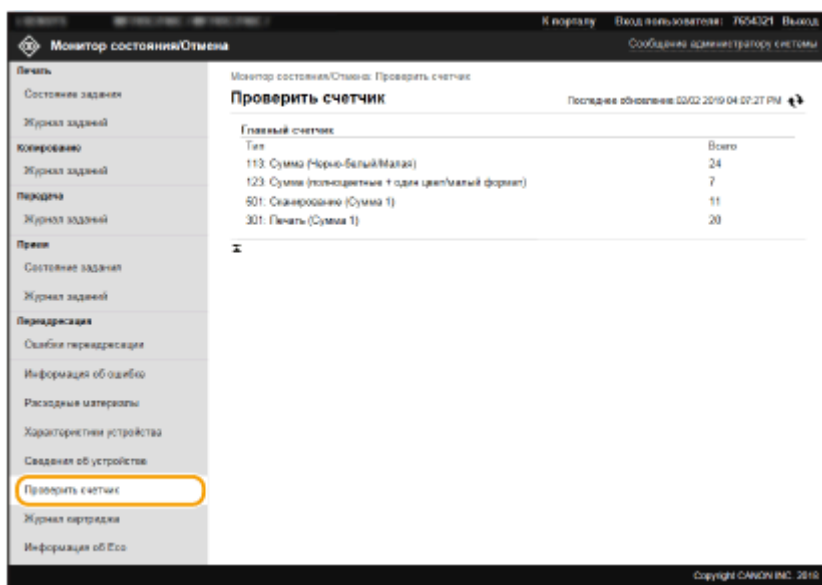 К порталу Вход пользователя: 7654321 Выход
Монитор состояния/Отмена
Сообщение администратору системы
Печать
Состояние задания
Журнал заданий
Копирование
Журнал заданий
Передача
Журнал заданий
Прием
Состояние задания
Журнал заданий
Переадресация
Ошибки переадресации
Информация об ошибке
Расходные материалы
Характеристики устройства
Сведения об устройстве
Проверить счетчик
Журнал картриджа
Информация об Eco
Монитор состояния/Отмена: Проверить счетчик
Проверить счетчик
Последнее обновление: 02/02 2019 04:07:27 PM
Главный счетчик
Тип Всего
113: Сумма (Черно-белый/Малая) 24
123: Сумма (полноцветные + один цвет/малый формат) 7
501: Сканирование (Сумма 1) 11
301: Печать (Сумма 1) 20
Copyright CANON INC. 2018